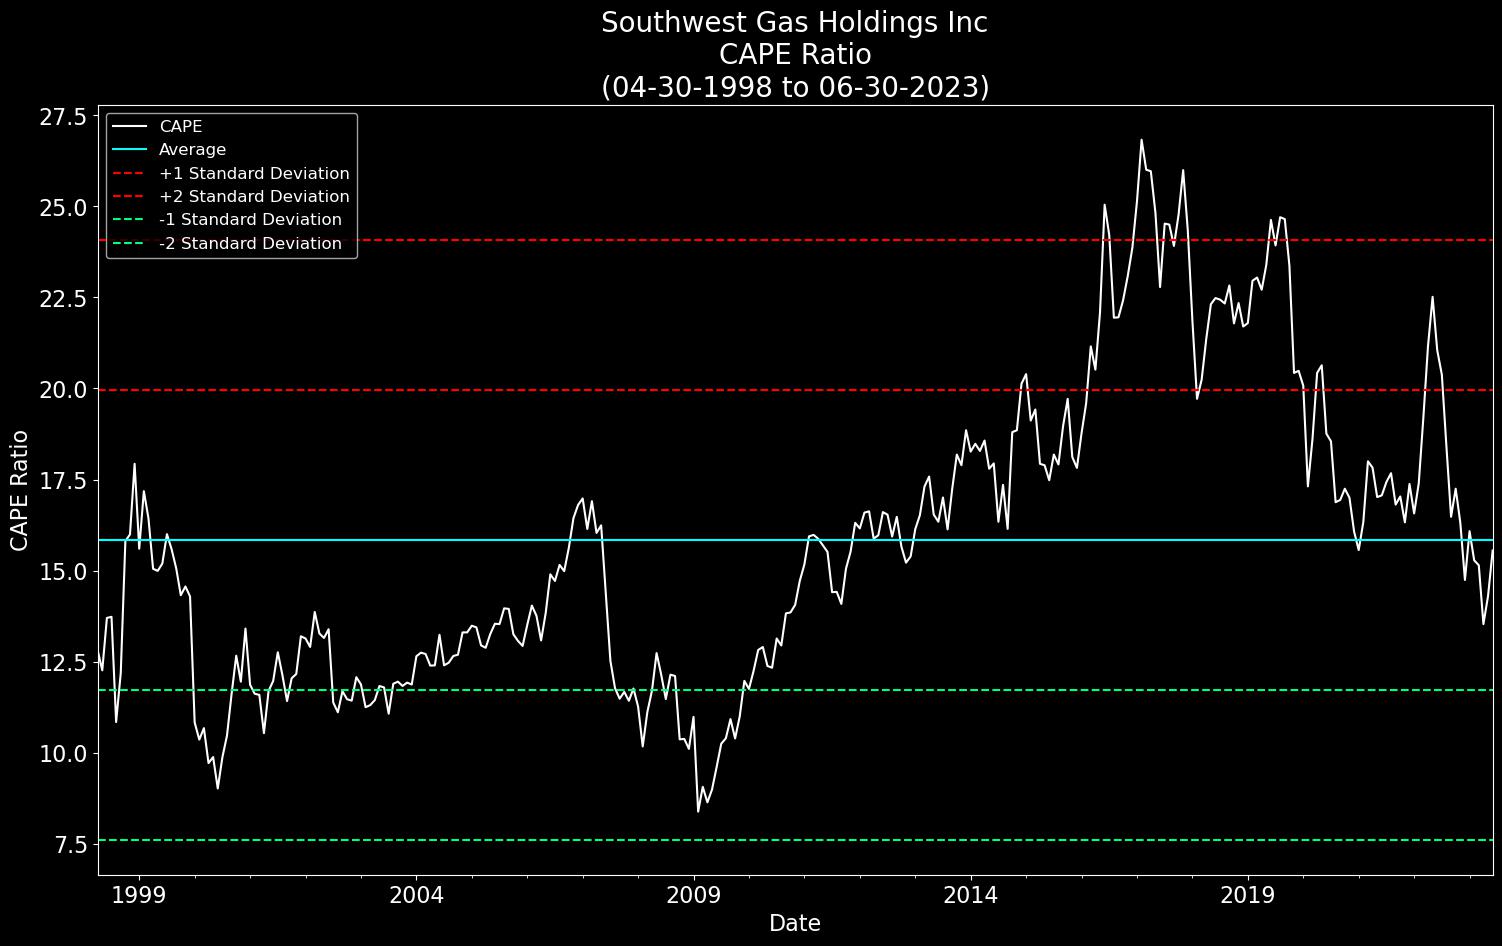 Southwest Gas Holdings Inc
CAPE Ratio
(04-30-1998 to 06-30-2023)
CAPE
Average
+1 Standard Deviation
+2 Standard Deviation
-1 Standard Deviation
-2 Standard Deviation
27.5
25.0
22.5
20.0
17.5
15.0
12.5
10.0
7.5
CAPE Ratio
1999
2004
2009
2014
2019
Date